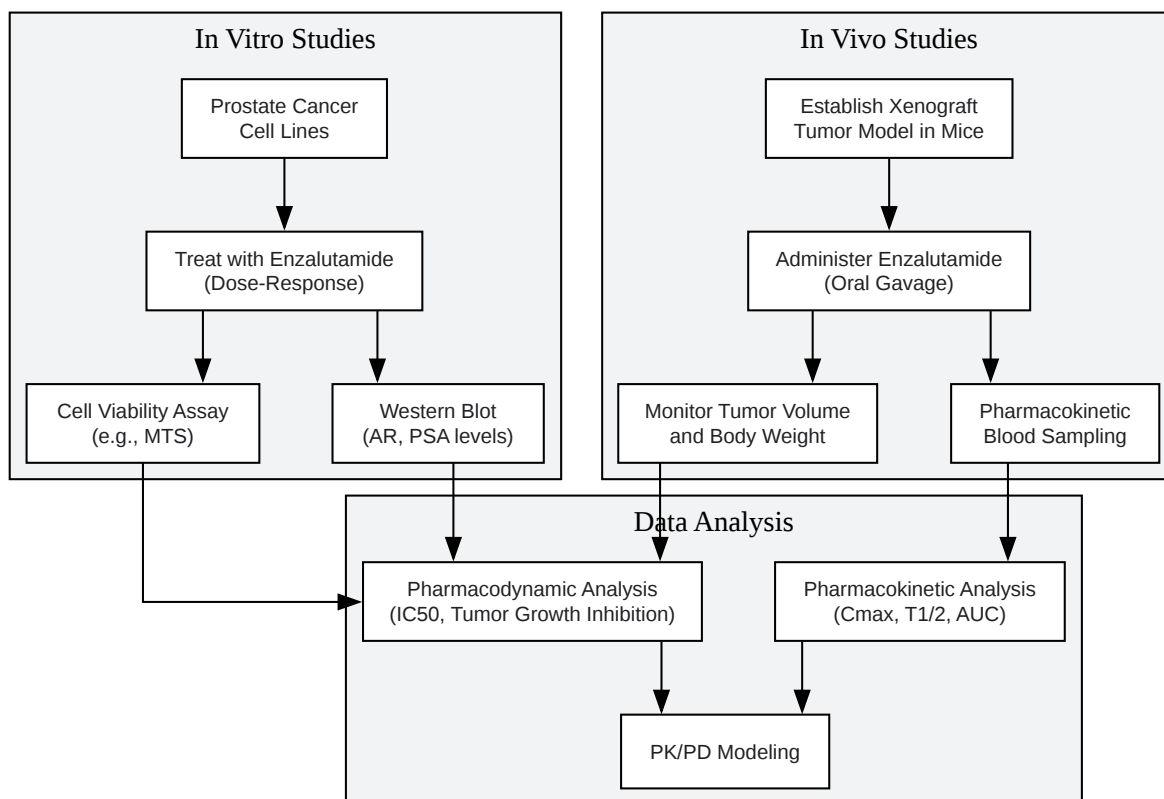 In Vitro Studies
Prostate Cancer
Cell Lines
Treat with Enzalutamide
(Dose-Response)
Cell Viability Assay
(e.g., MTS)
Western Blot
(AR, PSA levels)
In Vivo Studies
Establish Xenograft
Tumor Model in Mice
Administer Enzalutamide
(Oral Gavage)
Monitor Tumor Volume
and Body Weight
Pharmacokinetic
Blood Sampling
Data Analysis
Pharmacodynamic Analysis
(IC50, Tumor Growth Inhibition)
Pharmacokinetic Analysis
(Cmax, T1/2, AUC)
PK/PD Modeling